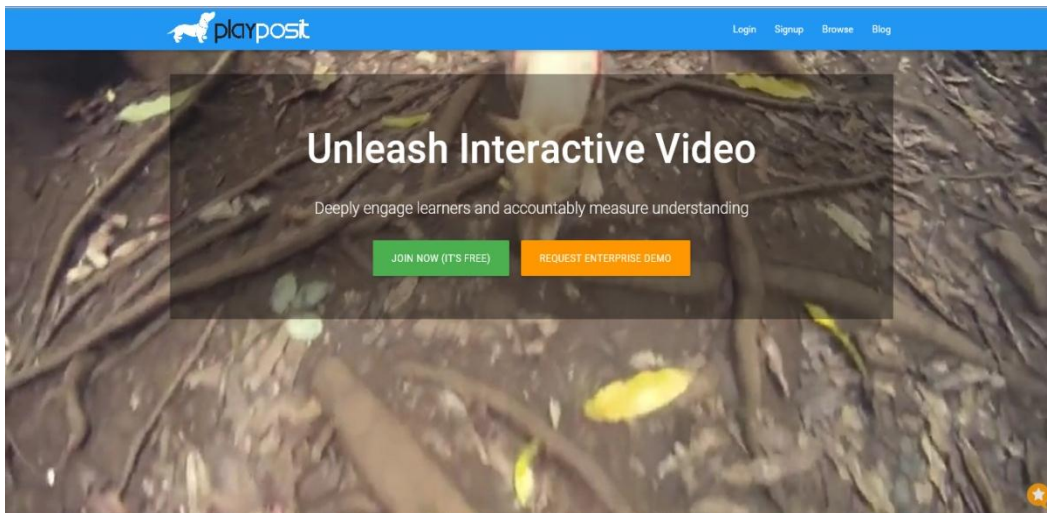 playposit
Login Signup Browse Blog
Unleash Interactive Video
Deeply engage learners and accountably measure understanding
JOIN NOW (IT'S FREE) REQUEST ENTERPRISE DEMO